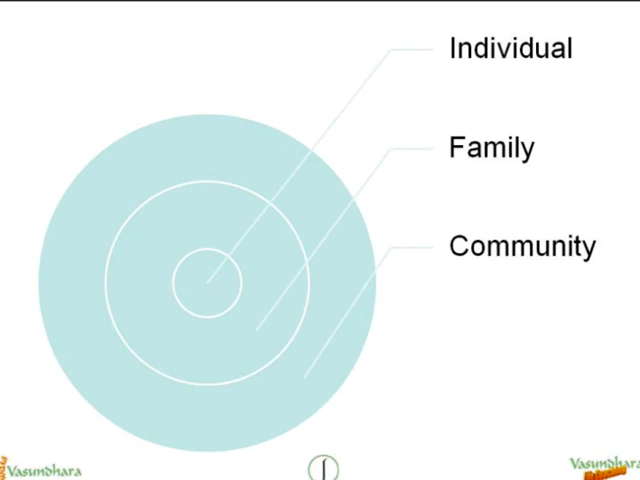 Individual
Family
Community
Vasundhara
Vasundhara